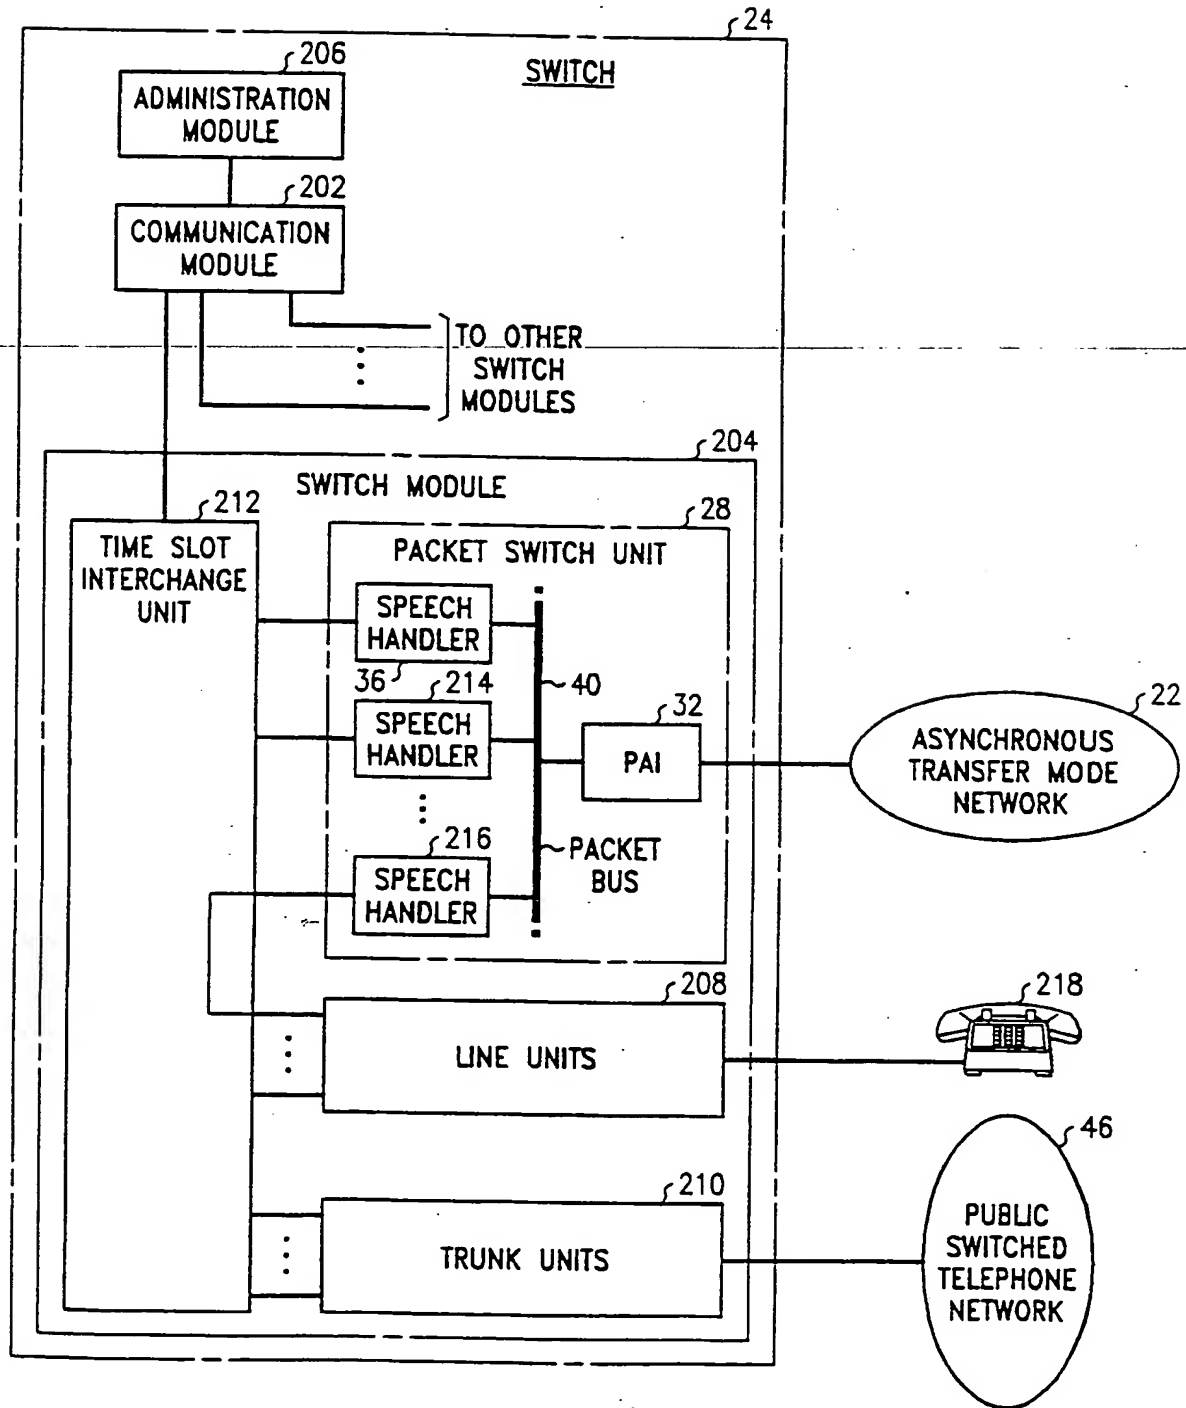 24
SWITCH
206
ADMINISTRATION
MODULE
202
COMMUNICATION
MODULE
TO OTHER
SWITCH
MODULES
204
SWITCH MODULE
212
TIME SLOT
INTERCHANGE
UNIT
28
PACKET SWITCH UNIT
SPEECH
HANDLER
36
214
SPEECH
HANDLER
216
SPEECH
HANDLER
40
32
PAI
PACKET
BUS
22
ASYNCHRONOUS
TRANSFER MODE
NETWORK
208
LINE UNITS
218
210
TRUNK UNITS
46
PUBLIC
SWITCHED
TELEPHONE
NETWORK